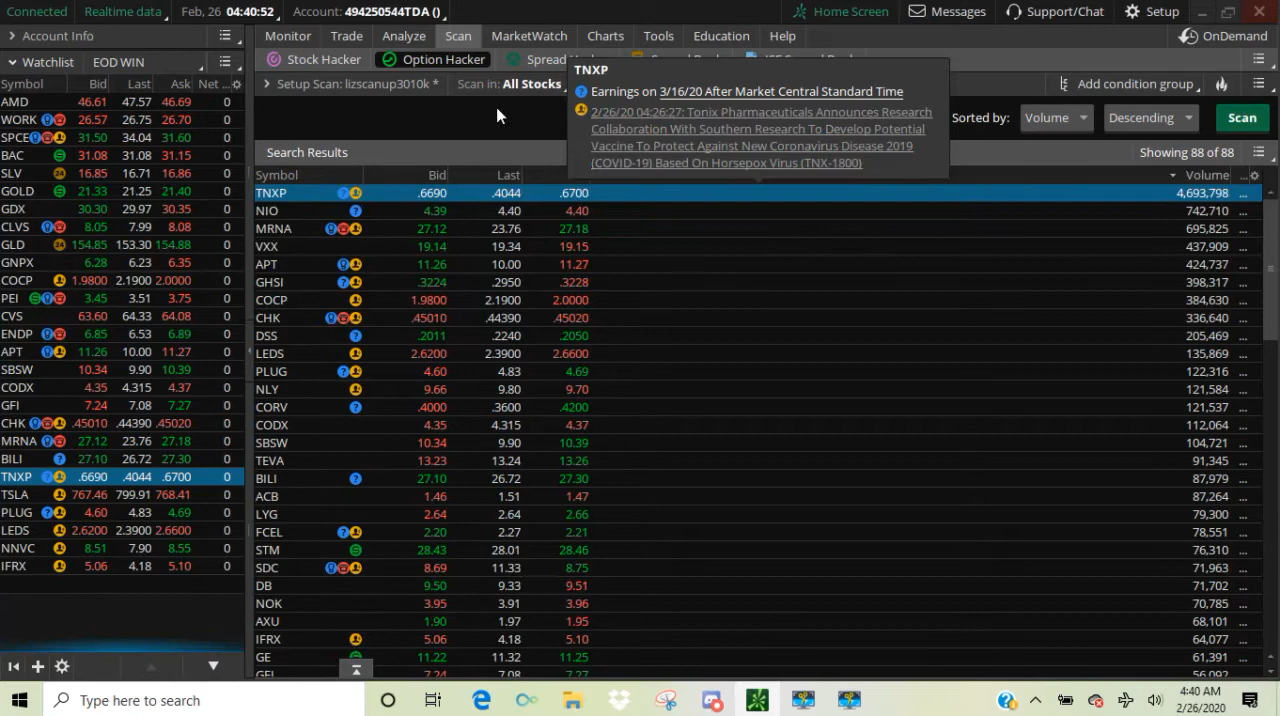 Connected Realtime data Feb, 26 04:40:52 Account: 494250544TDA () Home Screen Messages Support/Chat Setup
Account Info Monitor Trade Analyze Scan MarketWatch Charts Tools Education Help OnDemand
Watchlist EOD WIN Stock Hacker Option Hacker
Setup Scan: lizscanup3010k * Scan in: All Stocks Add condition group
TNXP
Earnings on 3/16/20 After Market Central Standard Time
2/26/20 04:26:27: Tonix Pharmaceuticals Announces Research
Collaboration With Southern Research To Develop Potential
Vaccine To Protect Against New Coronavirus Disease 2019
(COVID-19) Based On Horsepox Virus (TNX-1800)
Sorted by: Volume Descending Scan
Search Results Showing 88 of 88
Symbol Bid Last Ask Net ...
AMD 46.61 47.57 46.69 0
WORK 26.57 26.75 26.70 0
SPCE 31.50 34.04 31.60 0
BAC 31.08 31.18 31.15 0
SLV 16.85 16.71 16.86 0
GOLD 21.33 21.25 21.40 0
GDX 30.30 29.97 30.35 0
CLVS 8.05 7.99 8.08 0
GLD 24 154.85 153.30 154.88 0
GNPX 6.28 6.23 6.35 0
COCP 1.9800 2.1900 2.0000 0
PEI 3.45 3.51 3.75 0
CVS 63.60 64.33 64.08 0
ENDP 6.85 6.53 6.89 0
APT 11.26 10.00 11.27 0
SBSW 10.34 9.90 10.39 0
CODX 4.35 4.315 4.37 0
GFI 7.24 7.08 7.27 0
CHK .45010 .44390 .45020 0
MRNA 27.12 23.76 27.18 0
BILI 27.10 26.72 27.30 0
TNXP .6690 .4044 .6700 0
TSLA 767.46 799.91 768.41 0
PLUG 4.60 4.83 4.69 0
LEDS 2.6200 2.3900 2.6600 0
NNVC 8.51 7.90 8.55 0
IFRX 5.06 4.18 5.10 0
Symbol Bid Last Volume ...
TNXP .6690 .4044 .6700 4,693,798 ...
NIO 4.39 4.40 4.40 742,710 ...
MRNA 27.12 23.76 27.18 695,825 ...
VXX 19.14 19.34 19.15 437,909 ...
APT 11.26 10.00 11.27 424,737 ...
GHSI .3224 .2950 .3228 398,317 ...
COCP 1.9800 2.1900 2.0000 384,630 ...
CHK .45010 .44390 .45020 336,640 ...
DSS .2011 .2240 .2050 205,469 ...
LEDS 2.6200 2.3900 2.6600 135,869 ...
PLUG 4.60 4.83 4.69 122,316 ...
NLY 9.66 9.80 9.70 121,584 ...
CORV .4000 .3600 .4200 121,537 ...
CODX 4.35 4.315 4.37 112,064 ...
SBSW 10.34 9.90 10.39 104,721 ...
TEVA 13.23 13.24 13.26 91,345 ...
BILI 27.10 26.72 27.30 87,979 ...
ACB 1.46 1.51 1.47 87,264 ...
LYG 2.64 2.64 2.66 79,300 ...
FCEL 2.20 2.27 2.21 78,551 ...
STM 28.43 28.01 28.46 76,310 ...
SDC 8.69 11.33 8.75 71,963 ...
DB 9.50 9.33 9.51 71,702 ...
NOK 3.95 3.91 3.96 70,785 ...
AXU 1.90 1.97 1.95 68,101 ...
IFRX 5.06 4.18 5.10 64,077 ...
GE 11.22 11.32 11.25 57,661 ...
GFI 7.24 7.08 7.27 56,092
Type here to search
4:40 AM
2/26/2020